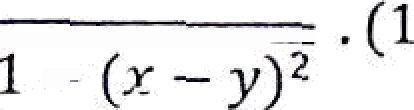 1 - (x - y)² . (1